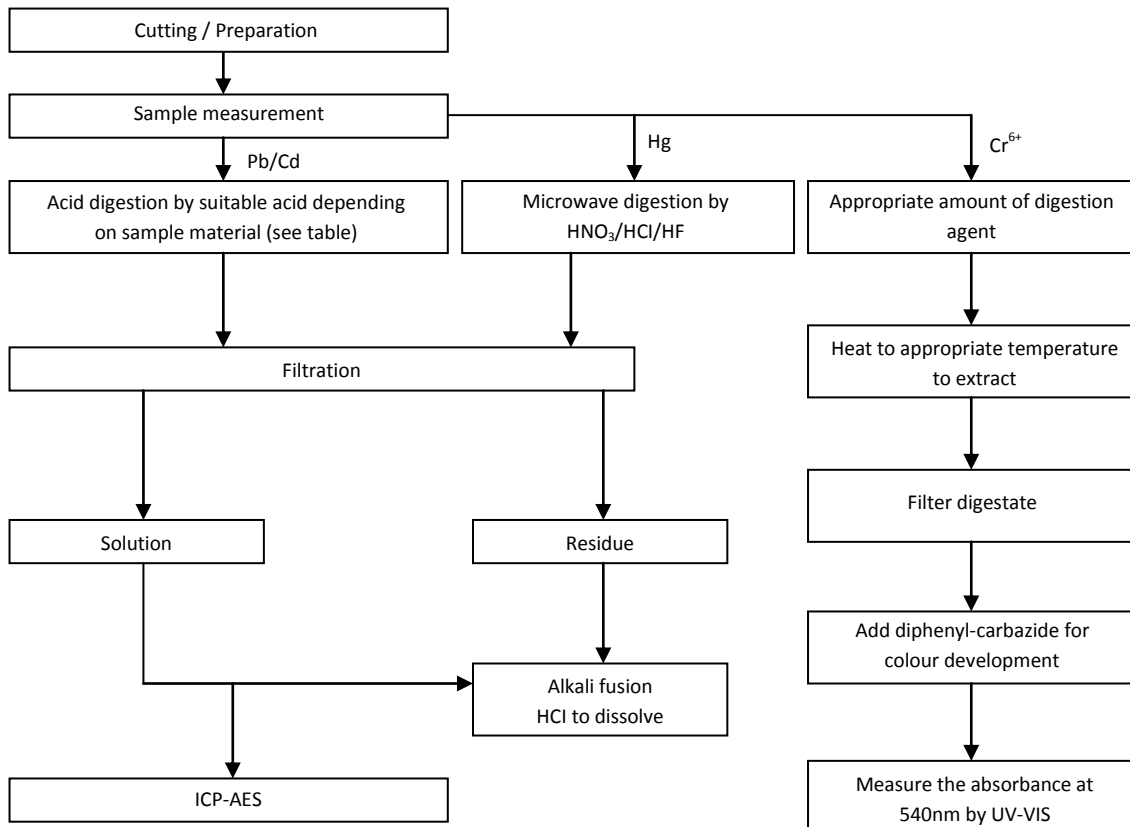 Cutting / Preparation
Sample measurement
Pb/Cd
Hg
Cr⁶⁺
Acid digestion by suitable acid depending
on sample material (see table)
Microwave digestion by
HNO₃/HCl/HF
Appropriate amount of digestion
agent
Filtration
Heat to appropriate temperature
to extract
Filter digestate
Solution
Residue
Add diphenyl-carbazide for
colour development
Alkali fusion
HCl to dissolve
ICP-AES
Measure the absorbance at
540nm by UV-VIS